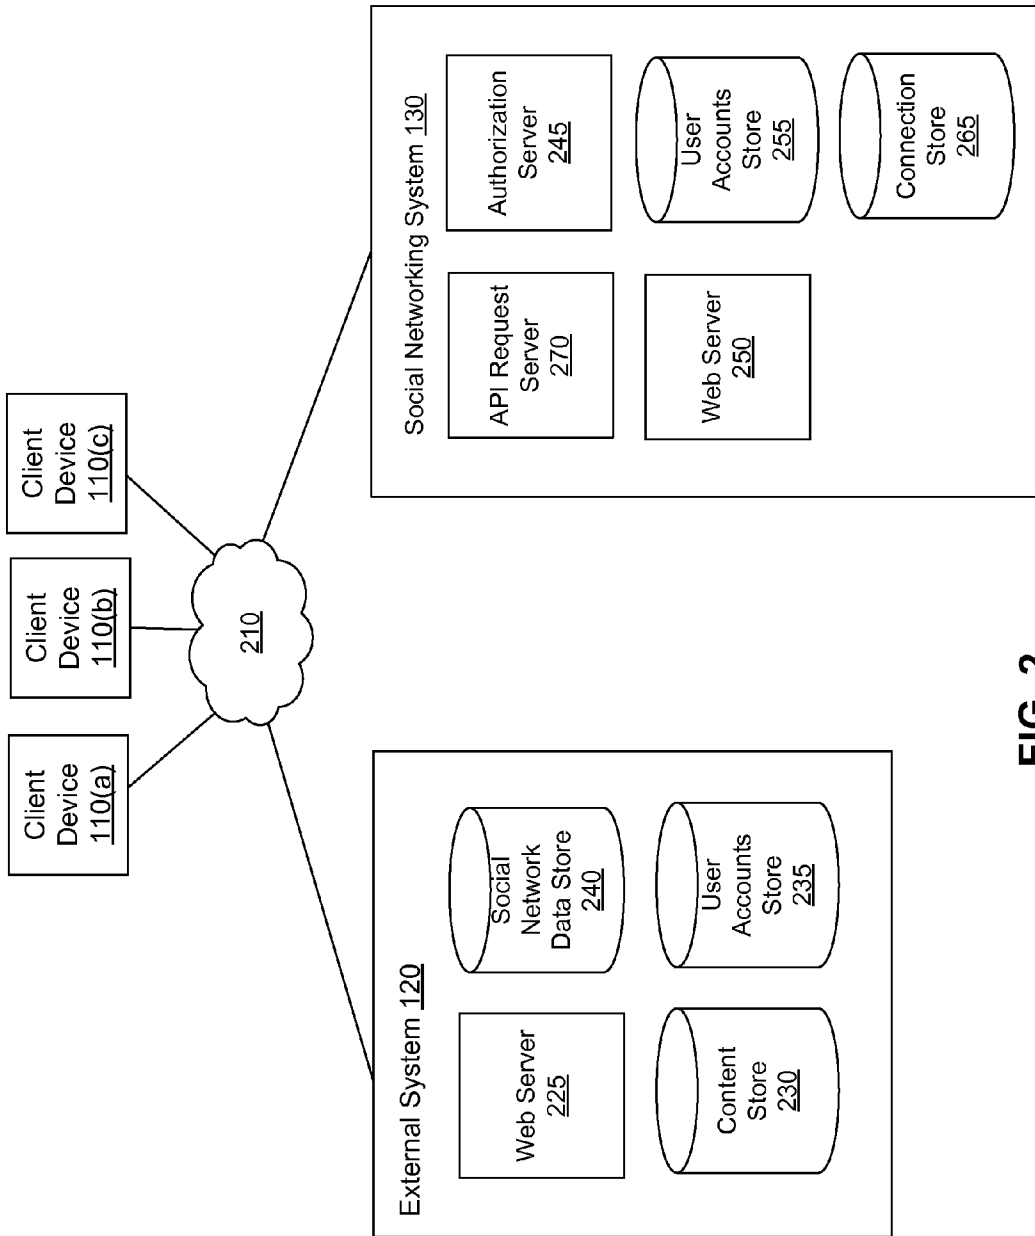 Client
Device
110(a)
Client
Device
110(b)
Client
Device
110(c)
210
External System 120
Web Server
225
Social
Network
Data Store
240
Content
Store
230
User
Accounts
Store
235
Social Networking System 130
API Request
Server
270
Authorization
Server
245
Web Server
250
User
Accounts
Store
255
Connection
Store
265
FIG. 2